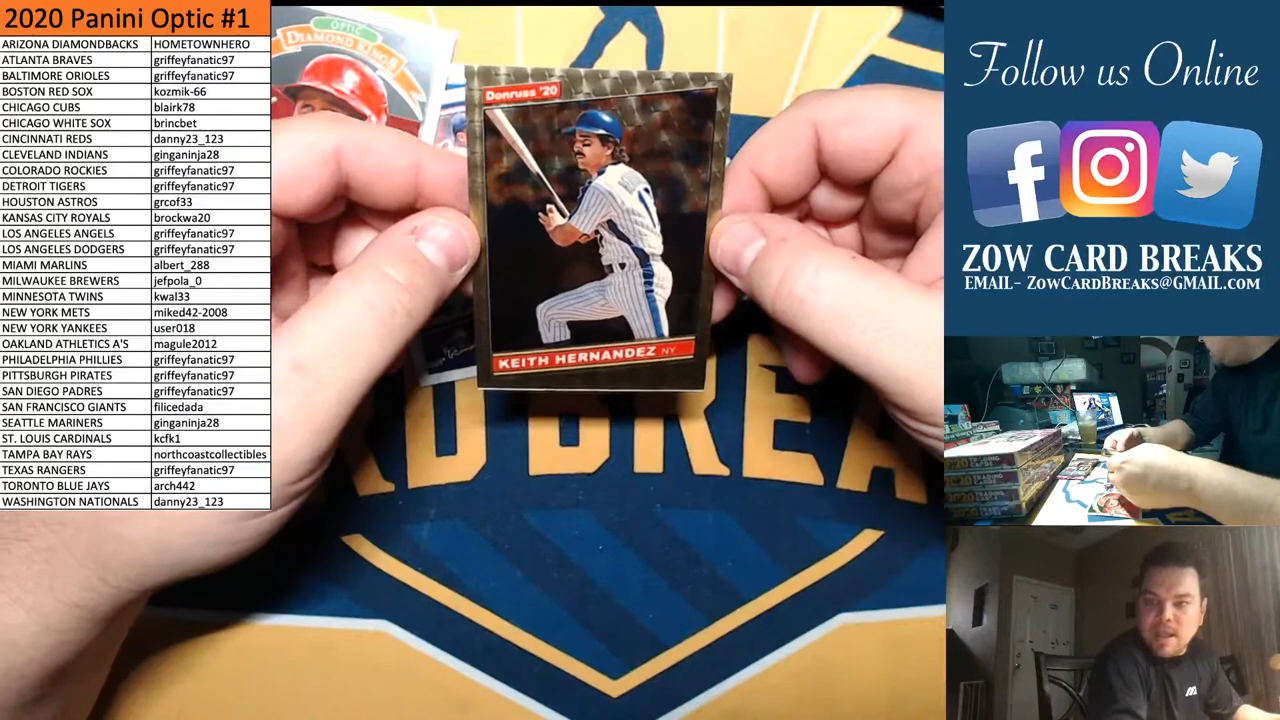 2020 Panini Optic #1
ARIZONA DIAMONDBACKS HOMETOWNHERO
ATLANTA BRAVES griffeyfanatic97
BALTIMORE ORIOLES griffeyfanatic97
BOSTON RED SOX kozmik-66
CHICAGO CUBS blairk78
CHICAGO WHITE SOX brincbet
CINCINNATI REDS danny23_123
CLEVELAND INDIANS ginganinja28
COLORADO ROCKIES griffeyfanatic97
DETROIT TIGERS griffeyfanatic97
HOUSTON ASTROS grcof33
KANSAS CITY ROYALS brockwa20
LOS ANGELES ANGELS griffeyfanatic97
LOS ANGELES DODGERS griffeyfanatic97
MIAMI MARLINS albert_288
MILWAUKEE BREWERS jefpola_0
MINNESOTA TWINS kwal33
NEW YORK METS miked42-2008
NEW YORK YANKEES user018
OAKLAND ATHLETICS A'S magule2012
PHILADELPHIA PHILLIES griffeyfanatic97
PITTSBURGH PIRATES griffeyfanatic97
SAN DIEGO PADRES griffeyfanatic97
SAN FRANCISCO GIANTS filicedada
SEATTLE MARINERS ginganinja28
ST. LOUIS CARDINALS kcfk1
TAMPA BAY RAYS northcoastcollectibles
TEXAS RANGERS griffeyfanatic97
TORONTO BLUE JAYS arch442
WASHINGTON NATIONALS danny23_123
OPTIC
DIAMOND KINGS
Donruss '20
KEITH HERNANDEZ NY
RD BREA
Follow us Online
ZOW CARD BREAKS
EMAIL- ZOWCARDBREAKS@GMAIL.COM